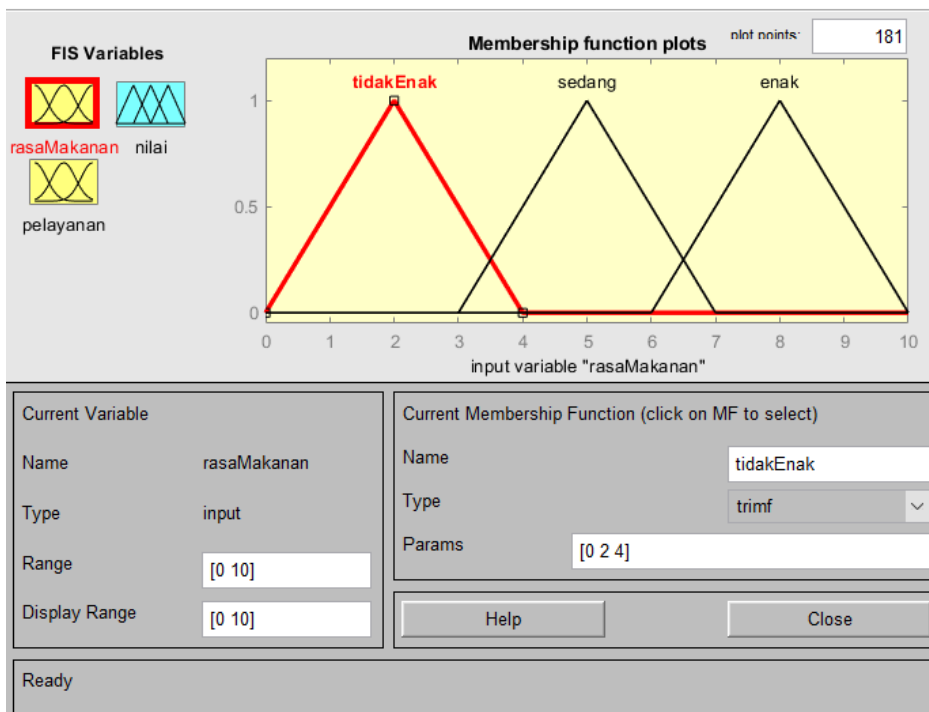 FIS Variables
Membership function plots
plot points:
181
rasaMakanan
nilai
pelayanan
tidakEnak
sedang
enak
1
0.5
0
0 1 2 3 4 5 6 7 8 9 10
input variable "rasaMakanan"
Current Variable
Name
rasaMakanan
Type
input
Range
[0 10]
Display Range
[0 10]
Current Membership Function (click on MF to select)
Name
tidakEnak
Type
trimf
Params
[0 2 4]
Help
Close
Ready